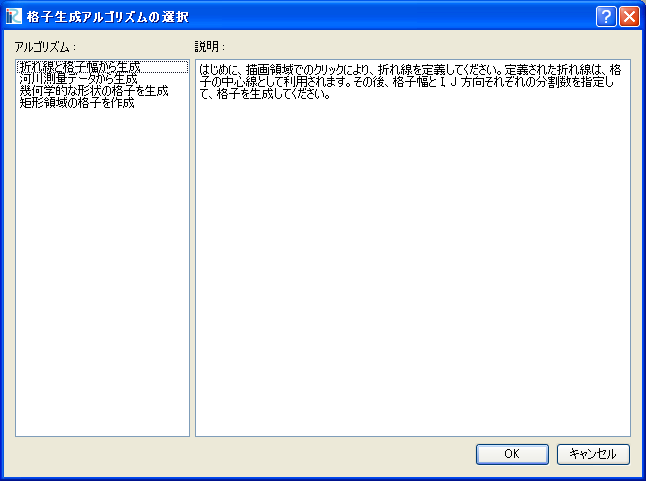 格子生成アルゴリズムの選択
アルゴリズム：
説明：
折れ線と格子幅から生成
河川測量データから生成
幾何学的な形状の格子を生成
矩形領域の格子を作成
はじめに、描画領域でのクリックにより、折れ線を定義してください。定義された折れ線は、格
子の中心線として利用されます。その後、格子幅と I J 方向それぞれの分割数を指定し
て、格子を生成してください。
OK
キャンセル